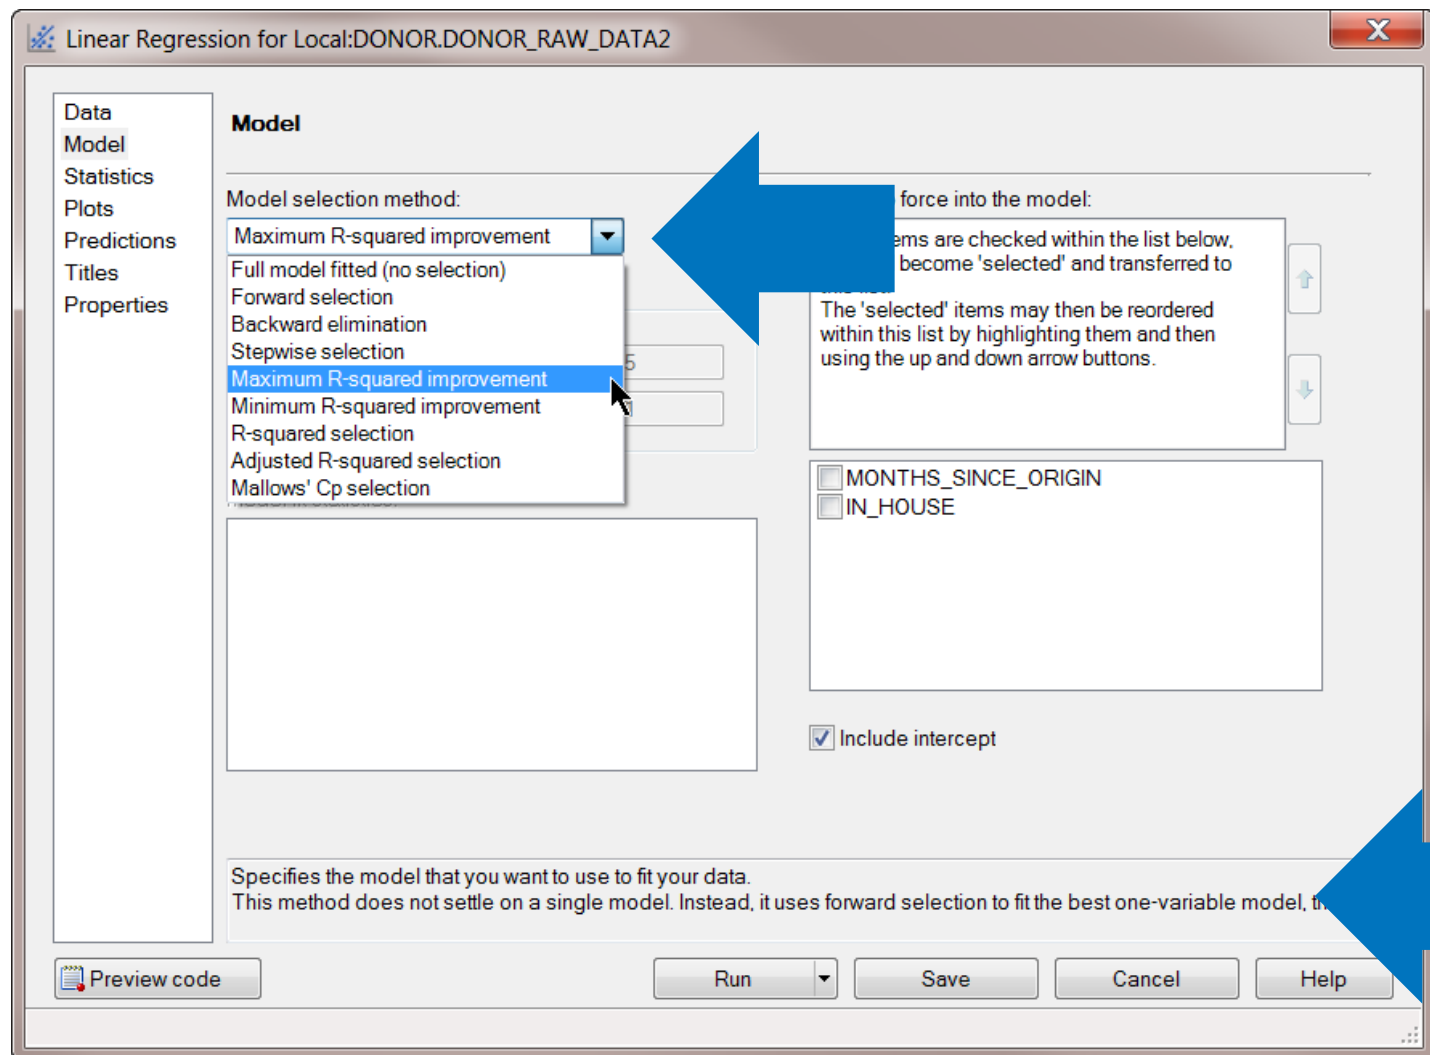 Linear Regression for Local:DONOR.DONOR_RAW_DATA2
X
Data
Model
Statistics
Plots
Predictions
Titles
Properties
Model
Model selection method:
Maximum R-squared improvement
Full model fitted (no selection)
Forward selection
Backward elimination
Stepwise selection
Maximum R-squared improvement
Minimum R-squared improvement
R-squared selection
Adjusted R-squared selection
Mallows' Cp selection
5
force into the model:
are checked within the list below,
become 'selected' and transferred to
The 'selected' items may then be reordered
within this list by highlighting them and then
using the up and down arrow buttons.
MONTHS_SINCE_ORIGIN
IN_HOUSE
Include intercept
Specifies the model that you want to use to fit your data.
This method does not settle on a single model. Instead, it uses forward selection to fit the best one-variable model,
Preview code
Run
Save
Cancel
Help